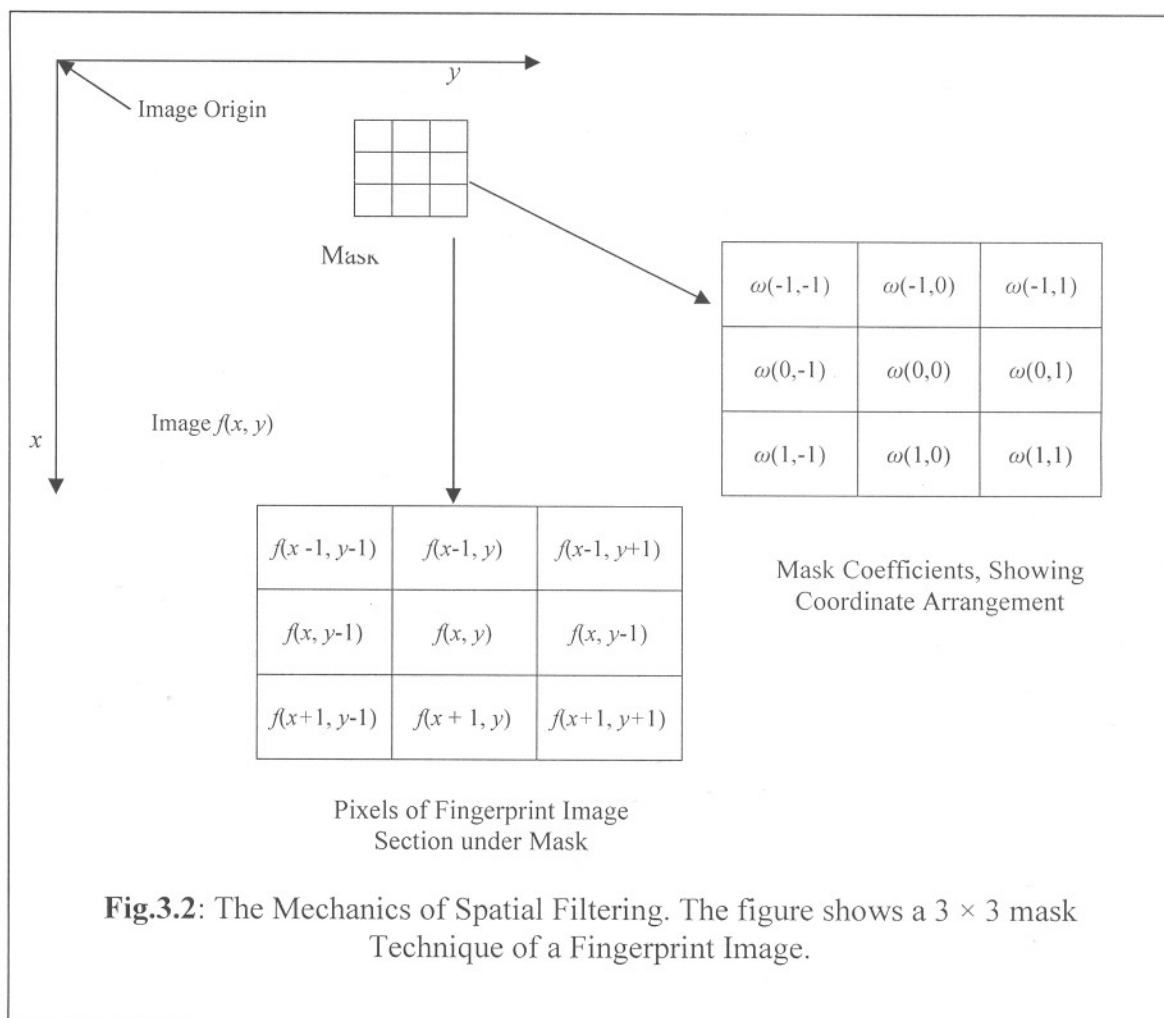 y
Image Origin
Mask
ω(-1,-1) ω(-1,0) ω(-1,1)
ω(0,-1) ω(0,0) ω(0,1)
ω(1,-1) ω(1,0) ω(1,1)
Image f(x, y)
x
f(x -1, y-1) f(x-1, y) f(x-1, y+1)
f(x, y-1) f(x, y) f(x, y-1)
f(x+1, y-1) f(x + 1, y) f(x+1, y+1)
Mask Coefficients, Showing
Coordinate Arrangement
Pixels of Fingerprint Image
Section under Mask
Fig.3.2: The Mechanics of Spatial Filtering. The figure shows a 3 × 3 mask
Technique of a Fingerprint Image.